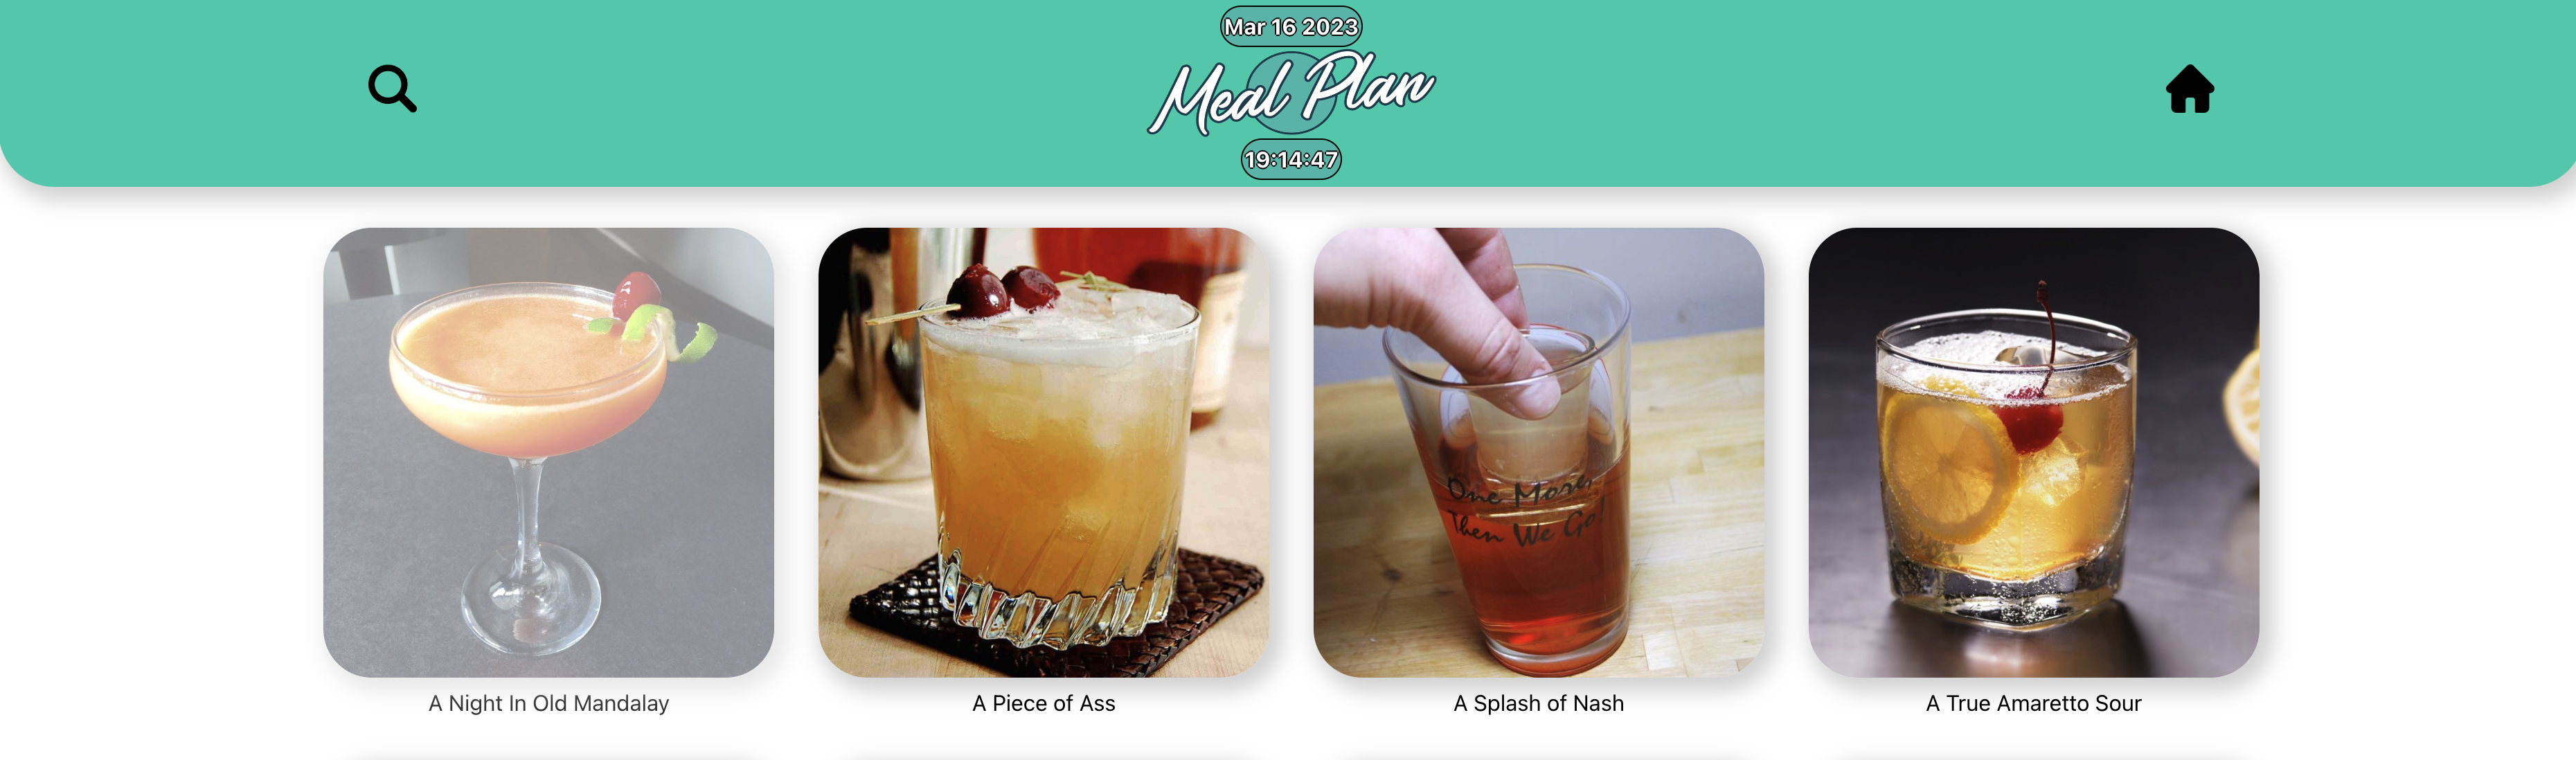 Mar 16 2023
Meal Plan
19:14:47
One More,
Then We Go!
A Night In Old Mandalay
A Piece of Ass
A Splash of Nash
A True Amaretto Sour